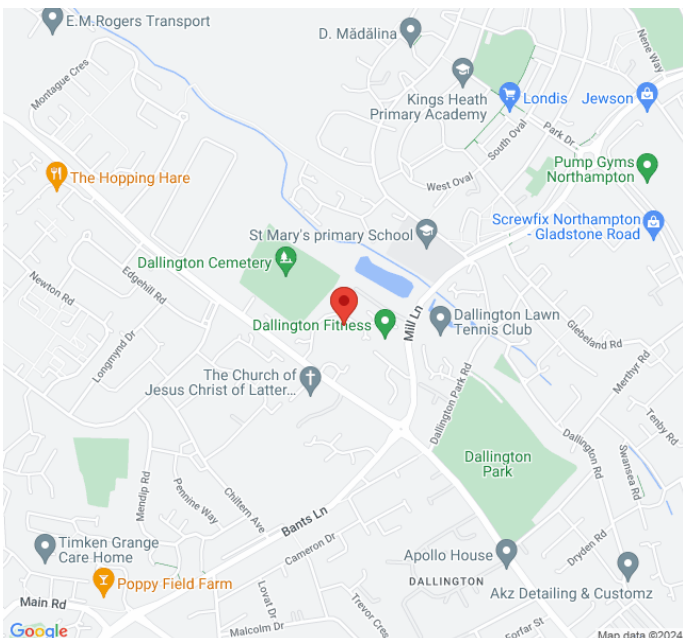 E.M.Rogers Transport
D. Mădălina
Nene Way
Montague Cres
Kings Heath
Primary Academy
Londis
Jewson
Park Dr
South Oval
The Hopping Hare
West Oval
Pump Gyms
Northampton
St Mary's primary School
Screwfix Northampton
- Gladstone Road
Dallington Cemetery
Edgehill Rd
Newton Rd
Dallington Fitness
Mill Ln
Dallington Lawn
Tennis Club
Glebeland Rd
Longmynd Dr
Merthyr Rd
The Church of
Jesus Christ of Latter...
Dallington Park Rd
Tenby Rd
Dallington
Park
Dallington Rd
Swansea Rd
Mendip Rd
Pennine Way
Chiltern Ave
Bants Ln
Timken Grange
Care Home
Cameron Dr
Apollo House
Dryden Rd
Poppy Field Farm
DALLINGTON
Akz Detailing & Customz
Main Rd
Lovat Dr
Trevor Cres
Forfar St
Malcolm Dr
Google
Map data ©2024